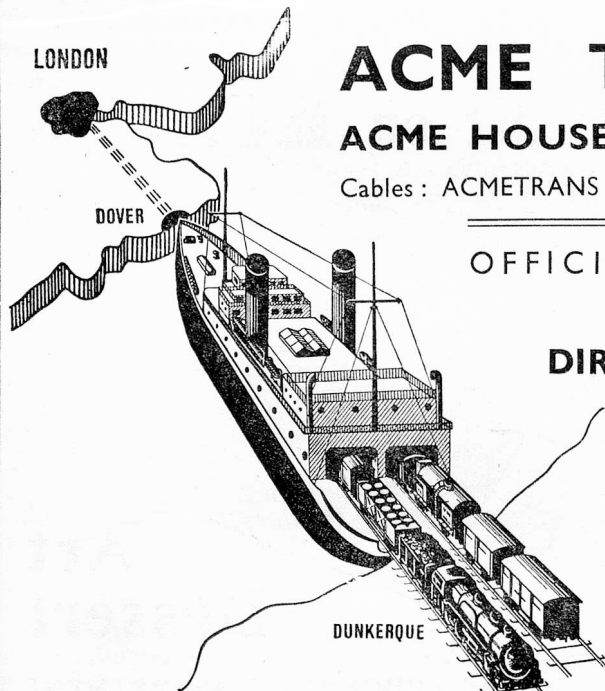 LONDON
ACME
ACME HOUSE
Cables : ACMETRANS
DOVER
OFFICI
DIR
DUNKERQUE